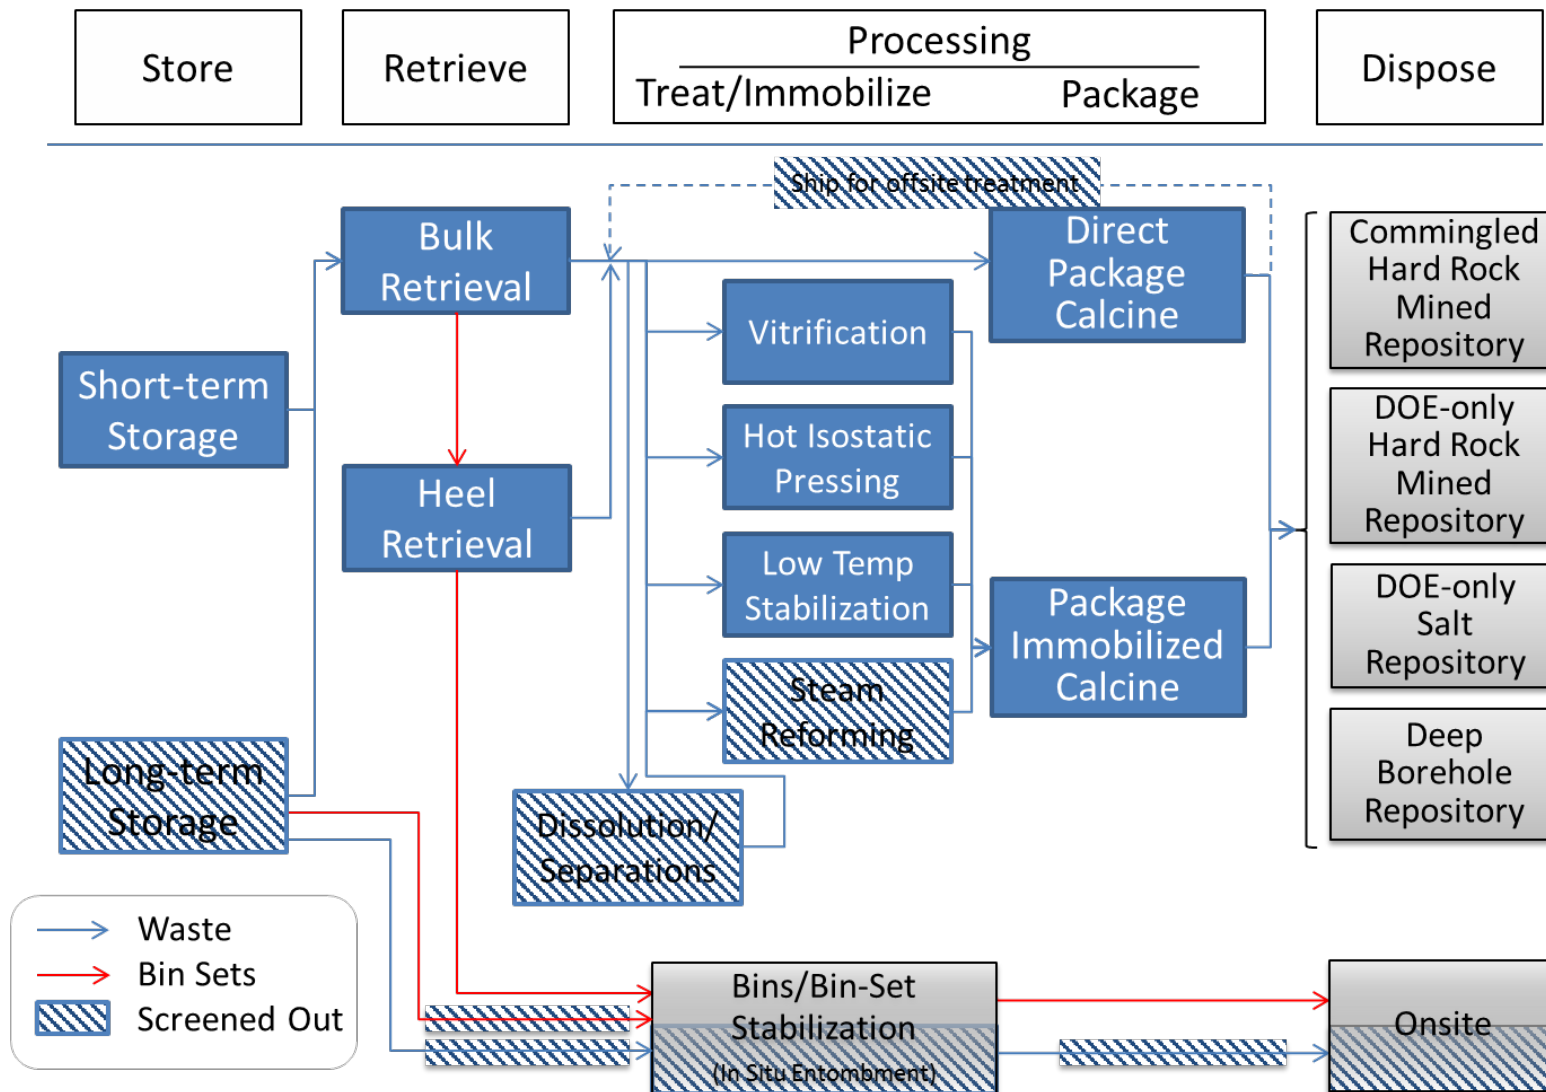 Store
Retrieve
Processing
Treat/Immobilize
Package
Dispose
Ship for offsite treatment
Bulk
Retrieval
Direct
Package
Calcine
Commingled
Hard Rock
Mined
Repository
Vitrification
Short-term
Storage
Hot Isostatic
Pressing
DOE-only
Hard Rock
Mined
Repository
Heel
Retrieval
Low Temp
Stabilization
Package
Immobilized
Calcine
DOE-only
Salt
Repository
Steam
Reforming
Long-term
Storage
Dissolution/
Separations
Deep
Borehole
Repository
Waste
Bin Sets
Screened Out
Bins/Bin-Set
Stabilization
(In Situ Entombment)
Onsite